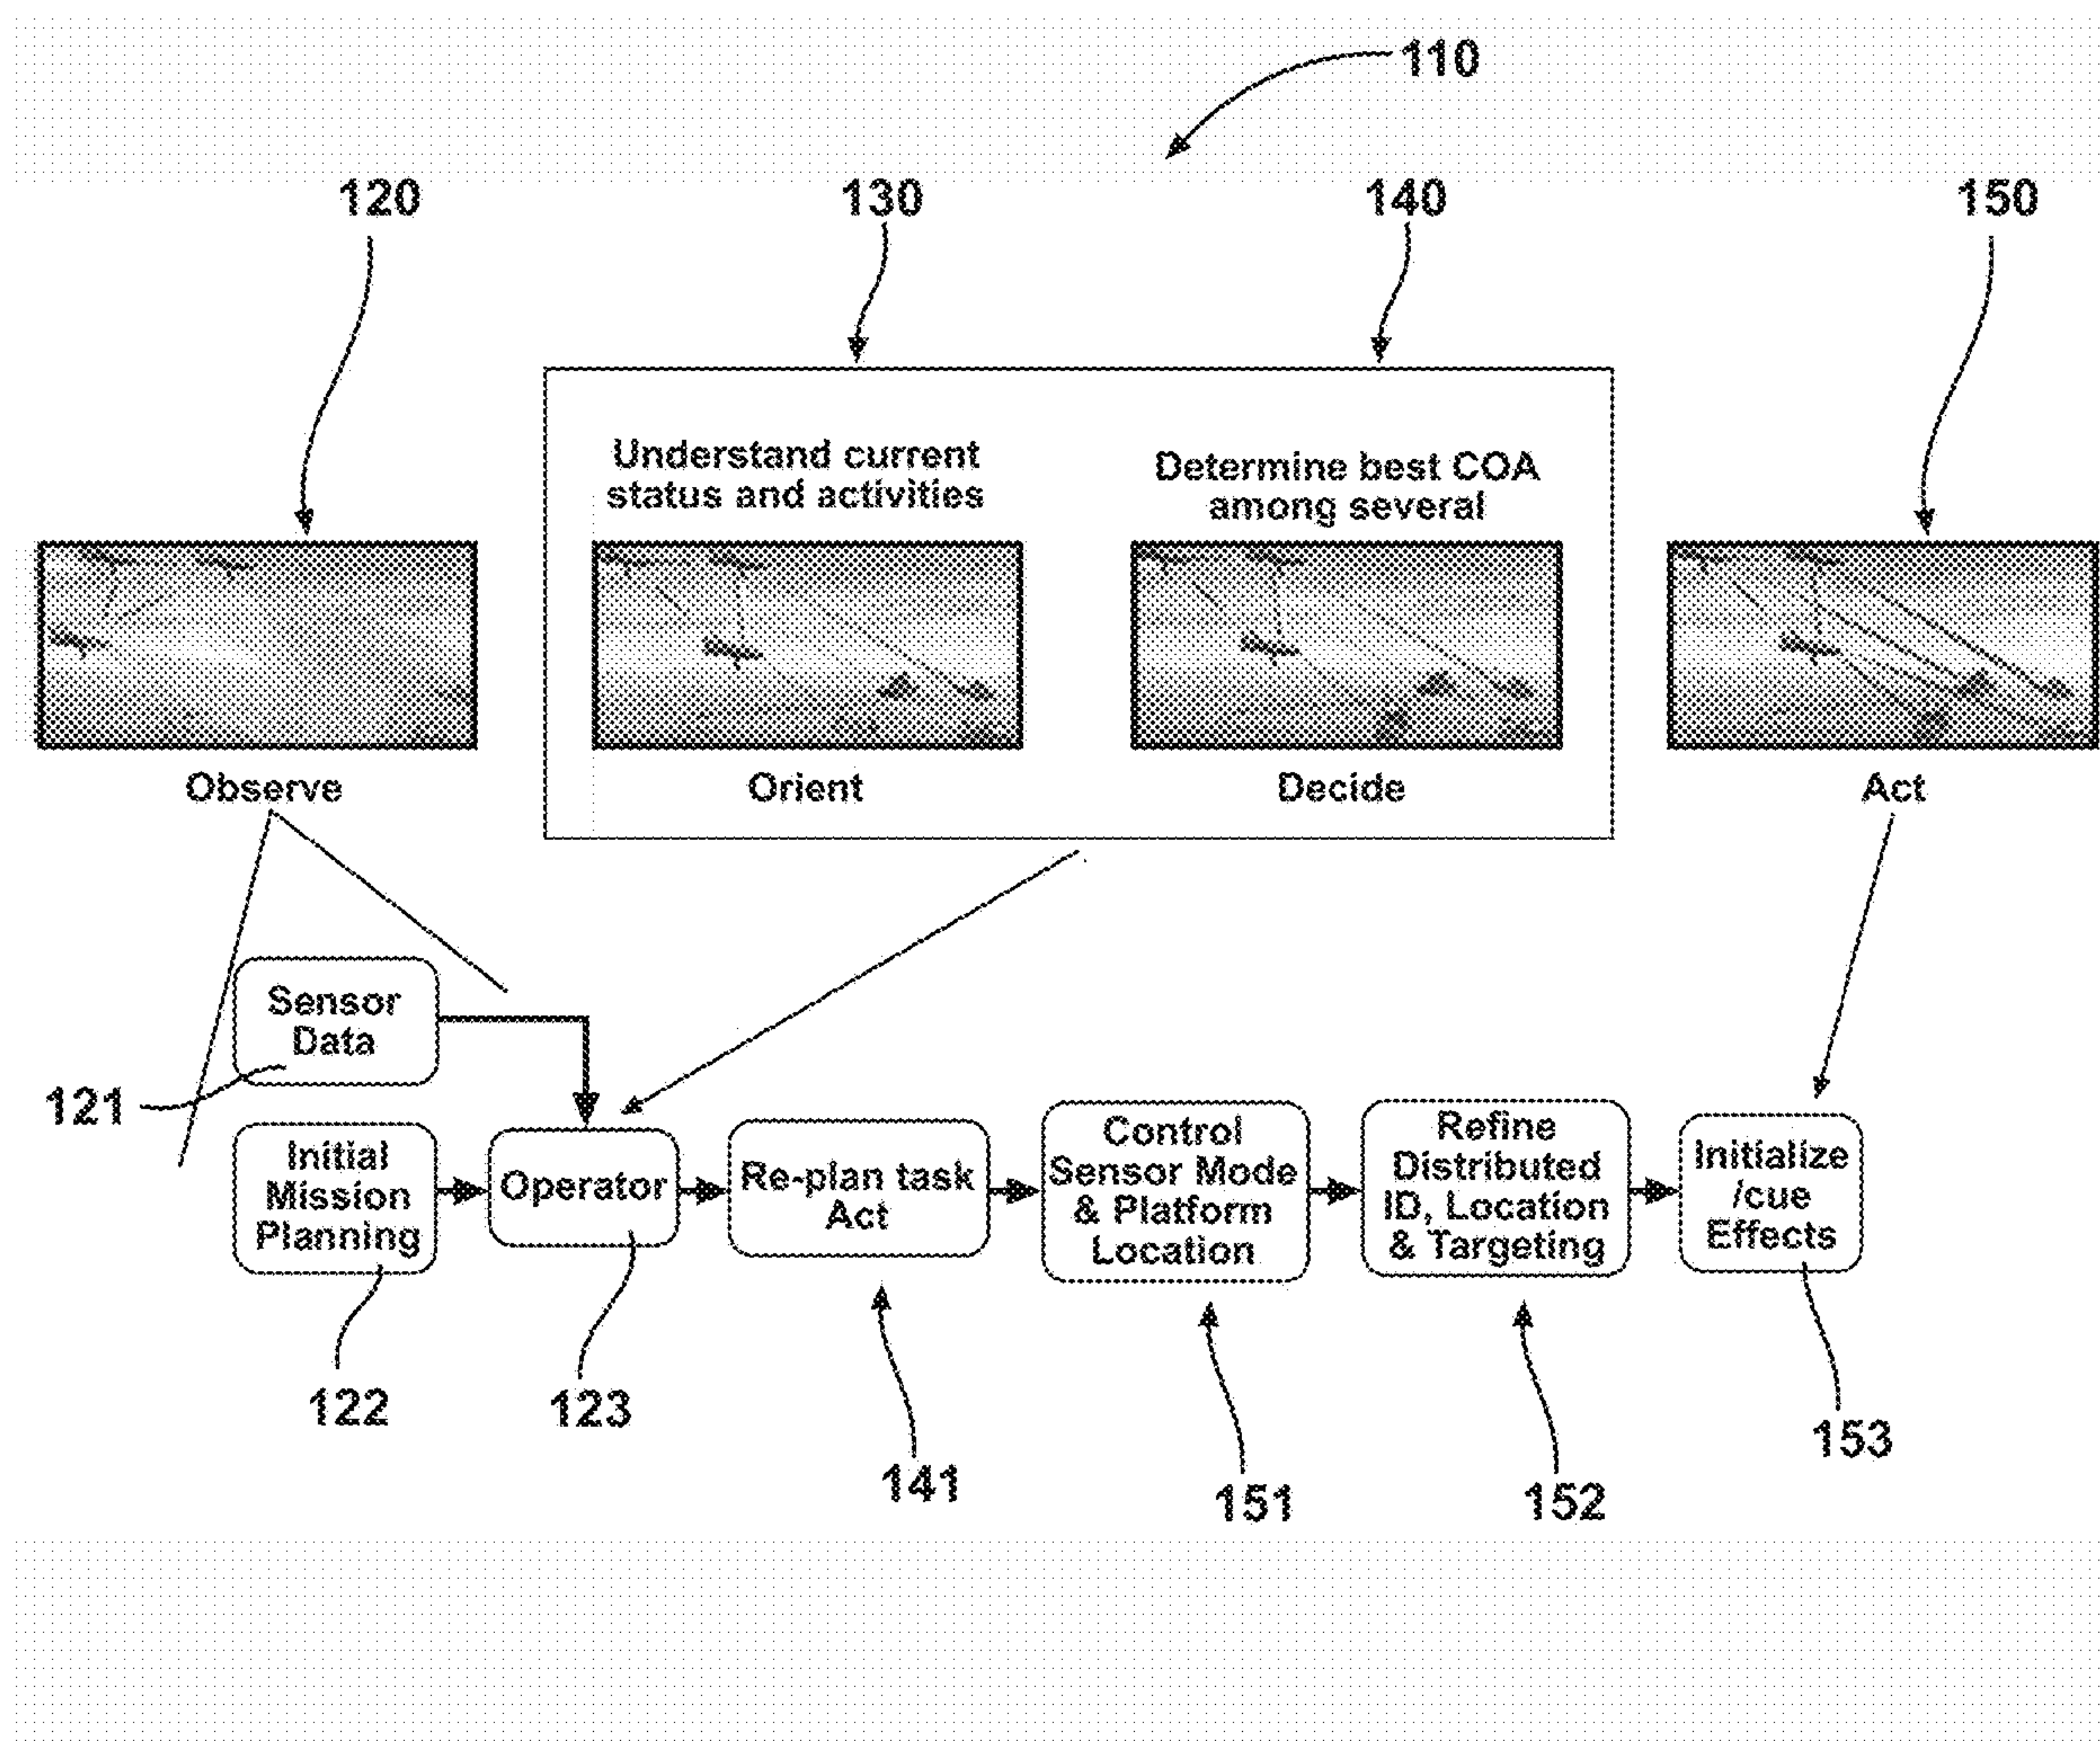 110
120
130
140
150
Understand current
status and activities
Determine best COA
among several
Observe
Orient
Decide
Act
Sensor
Data
121
Initial
Mission
Planning
Operator
Re-plan task
Act
Control
Sensor Mode
& Platform
Location
Refine
Distributed
ID, Location
& Targeting
Initialize
/cue
Effects
122
123
141
151
152
153